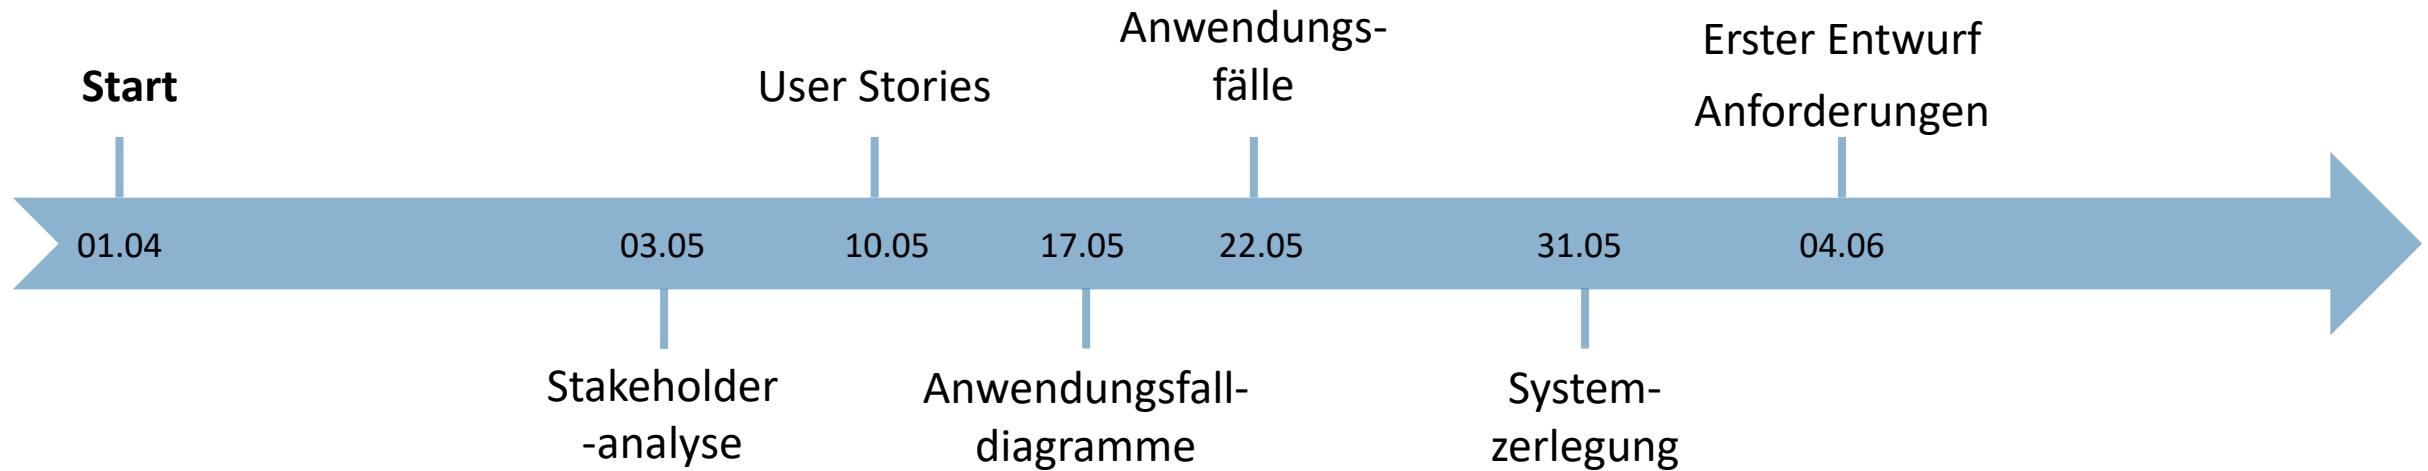 Start
User Stories
Anwendungs-
fälle
Erster Entwurf
Anforderungen
01.04
03.05
10.05
17.05
22.05
31.05
04.06
Stakeholder
-analyse
Anwendungsfall-
diagramme
System-
zerlegung